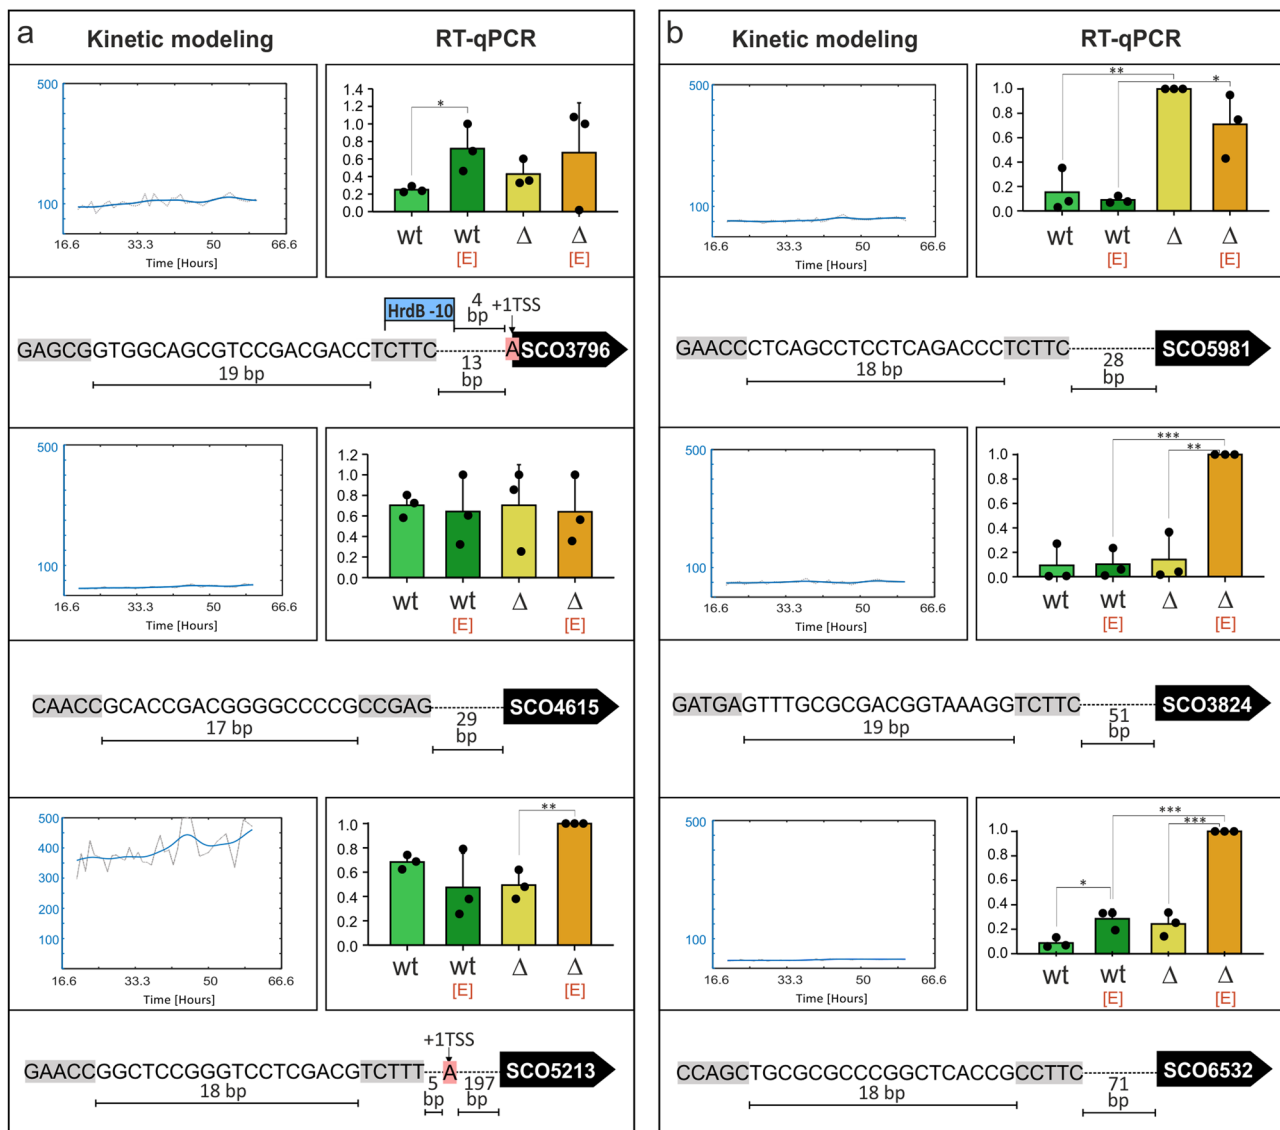 a
Kinetic modeling
RT-qPCR
500
100
16.6 33.3 50 66.6
Time [Hours]
1.4
1.2
1.0
0.8
0.6
0.4
0.2
0.0
*
wt wt Δ Δ
[E] [E]
HrdB -10
4
bp
+1TSS
GAGCGGTGGCAGCGTCCGACGACCTCTTC A SCO3796
19 bp
13
bp
500
100
16.6 33.3 50 66.6
Time [Hours]
1.2
1.0
0.8
0.6
0.4
0.2
0.0
wt wt Δ Δ
[E] [E]
CAACCGCACCGACGGGGCCCCGCCGAG SCO4615
17 bp
29
bp
500
400
300
200
100
16.6 33.3 50 66.6
Time [Hours]
1.0
0.8
0.6
0.4
0.2
0.0
**
wt wt Δ Δ
[E] [E]
+1TSS
GAACCGGCTCCGGGTCCTCGACGTCTTT A SCO5213
18 bp
5
bp
197
bp
b
Kinetic modeling
RT-qPCR
500
100
16.6 33.3 50 66.6
Time [Hours]
1.0
0.8
0.6
0.4
0.2
0.0
**
*
wt wt Δ Δ
[E] [E]
GAACCCTCAGCCTCCTCAGACCCTCTTC SCO5981
18 bp
28
bp
500
100
16.6 33.3 50 66.6
Time [Hours]
1.0
0.8
0.6
0.4
0.2
0.0
***
**
wt wt Δ Δ
[E] [E]
GATGAGTTTGCGCGACGGTAAAGGTCTTC SCO3824
19 bp
51
bp
500
100
16.6 33.3 50 66.6
Time [Hours]
1.0
0.8
0.6
0.4
0.2
0.0
***
***
*
wt wt Δ Δ
[E] [E]
CCAGCTGCGCGCCCGGCTCACCGCCTTC SCO6532
18 bp
71
bp